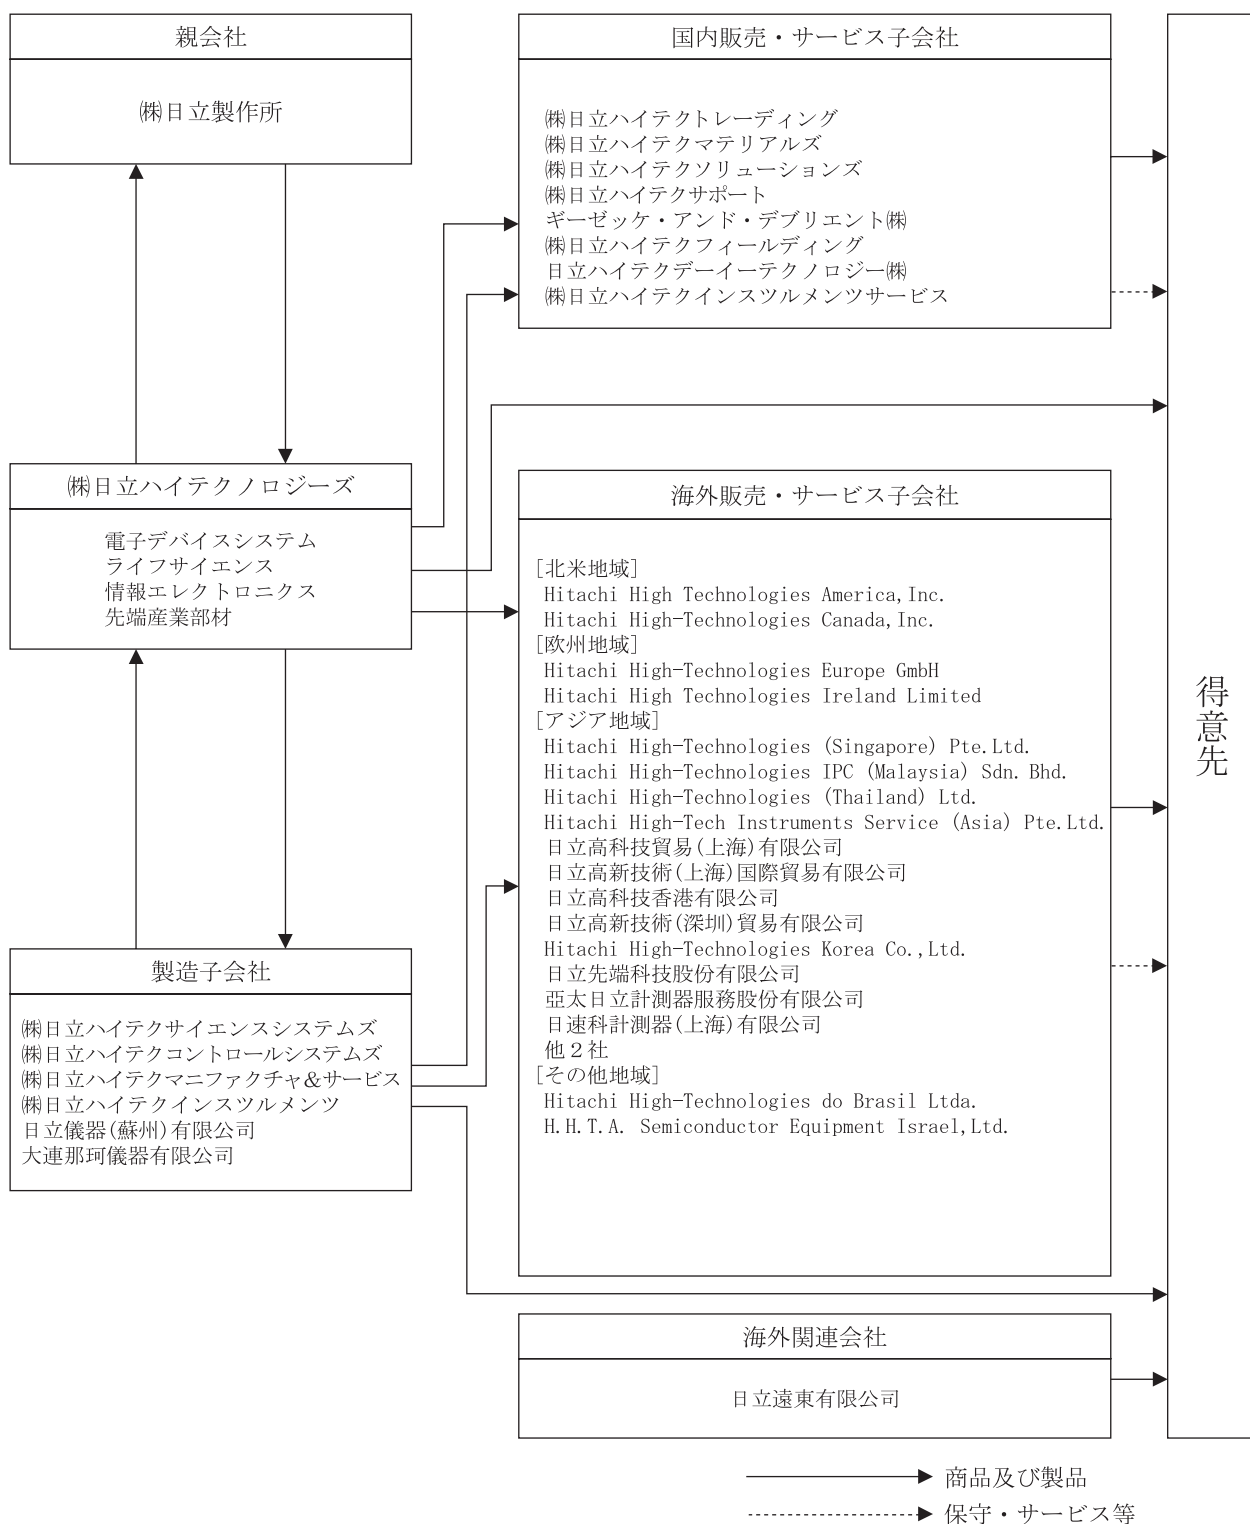 親会社
㈱日立製作所
㈱日立ハイテクノロジーズ
電子デバイスシステム
ライフサイエンス
情報エレクトロニクス
先端産業部材
製造子会社
㈱日立ハイテクサイエンスシステムズ
㈱日立ハイテクコントロールシステムズ
㈱日立ハイテクマニファクチャ&サービス
㈱日立ハイテクインスツルメンツ
日立儀器(蘇州)有限公司
大連那珂儀器有限公司
国内販売・サービス子会社
㈱日立ハイテクトレーディング
㈱日立ハイテクマテリアルズ
㈱日立ハイテクソリューションズ
㈱日立ハイテクサポート
ギーゼッケ・アンド・デブリエント㈱
㈱日立ハイテクフィールディング
日立ハイテクデーイーテクノロジー㈱
㈱日立ハイテクインスツルメンツサービス
海外販売・サービス子会社
[北米地域]
Hitachi High Technologies America,Inc.
Hitachi High-Technologies Canada,Inc.
[欧州地域]
Hitachi High-Technologies Europe GmbH
Hitachi High Technologies Ireland Limited
[アジア地域]
Hitachi High-Technologies (Singapore) Pte.Ltd.
Hitachi High-Technologies IPC (Malaysia) Sdn.Bhd.
Hitachi High-Technologies (Thailand) Ltd.
Hitachi High-Tech Instruments Service (Asia) Pte.Ltd.
日立高科技貿易(上海)有限公司
日立高新技術(上海)国際貿易有限公司
日立高科技香港有限公司
日立高新技術(深圳)貿易有限公司
Hitachi High-Technologies Korea Co.,Ltd.
日立先端科技股份有限公司
亞太日立計測器服務股份有限公司
日速科計測器(上海)有限公司
他2社
[その他地域]
Hitachi High-Technologies do Brasil Ltda.
H.H.T.A. Semiconductor Equipment Israel,Ltd.
海外関連会社
日立遠東有限公司
得意先
商品及び製品
保守・サービス等